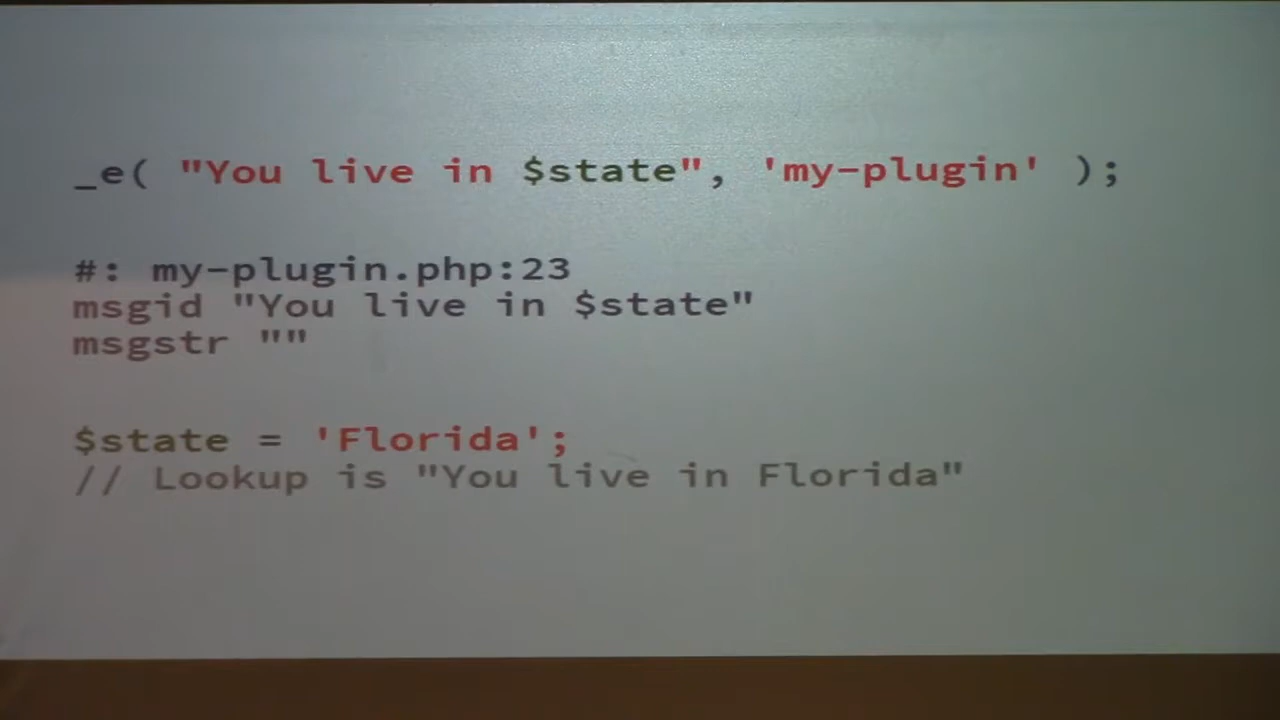 _e( "You live in $state", 'my-plugin' );
#: my-plugin.php:23
msgid "You live in $state"
msgstr ""
$state = 'Florida';
// Lookup is "You live in Florida"